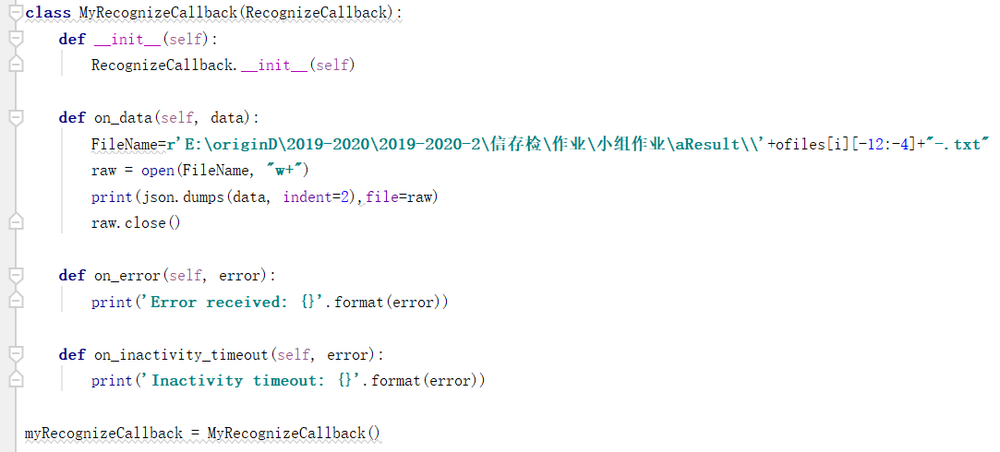 class MyRecognizeCallback(RecognizeCallback):
    def __init__(self):
        RecognizeCallback.__init__(self)
    def on_data(self, data):
        FileName=r'E:\originD\2019-2020\2019-2020-2\信存检\作业\小组作业\aResult\\'+ofiles[i][-12:-4]+"-.txt"
        raw = open(FileName, "w+")
        print(json.dumps(data, indent=2),file=raw)
        raw.close()
    def on_error(self, error):
        print('Error received: {}'.format(error))
    def on_inactivity_timeout(self, error):
        print('Inactivity timeout: {}'.format(error))
myRecognizeCallback = MyRecognizeCallback()